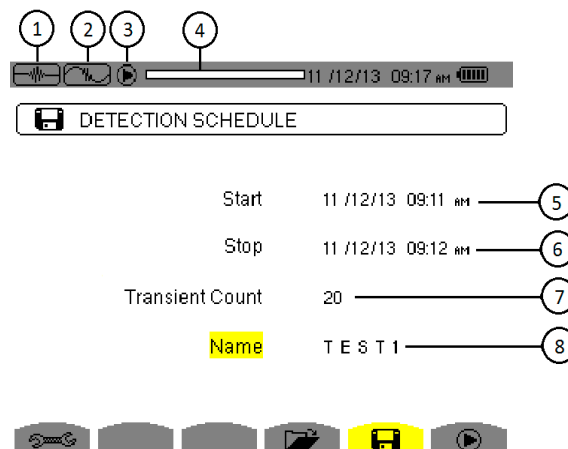 1 2 3 4
11 /12/13 09:17 AM
DETECTION SCHEDULE
Start 11 /12/13 09:11 AM 5
Stop 11 /12/13 09:12 AM 6
Transient Count 20 7
Name T E S T 1 8